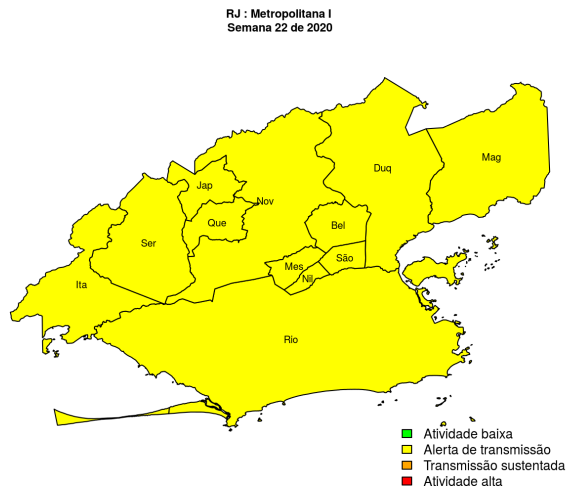 RJ : Metropolitana I
Semana 22 de 2020
Mag
Duq
Jap
Nov
Que
Bel
Ser
São
Mes
Nil
Ita
Rio
Atividade baixa
Alerta de transmissão
Transmissão sustentada
Atividade alta